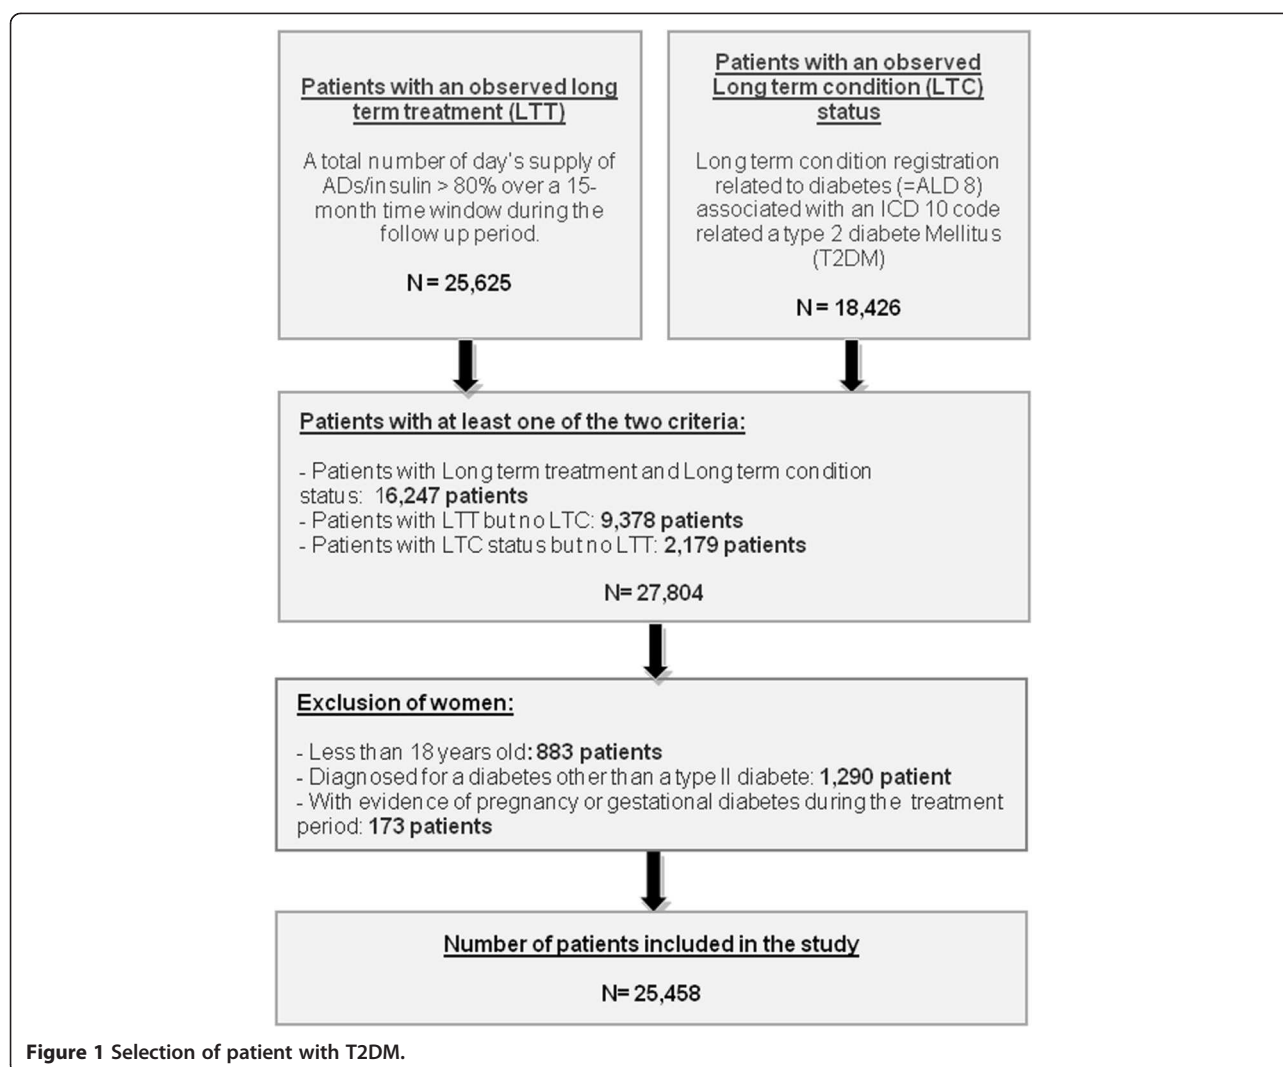 Patients with an observed long
term treatment (LTT)
A total number of day's supply of
ADs/insulin > 80% over a 15-
month time window during the
follow up period.
N = 25,625
Patients with an observed
Long term condition (LTC)
status
Long term condition registration
related to diabetes (=ALD 8)
associated with an ICD 10 code
related a type 2 diabete Mellitus
(T2DM)
N = 18,426
Patients with at least one of the two criteria:
- Patients with Long term treatment and Long term condition
status: 16,247 patients
- Patients with LTT but no LTC: 9,378 patients
- Patients with LTC status but no LTT: 2,179 patients
N= 27,804
Exclusion of women:
- Less than 18 years old: 883 patients
- Diagnosed for a diabetes other than a type II diabete: 1,290 patient
- With evidence of pregnancy or gestational diabetes during the treatment
period: 173 patients
Number of patients included in the study
N= 25,458
Figure 1 Selection of patient with T2DM.